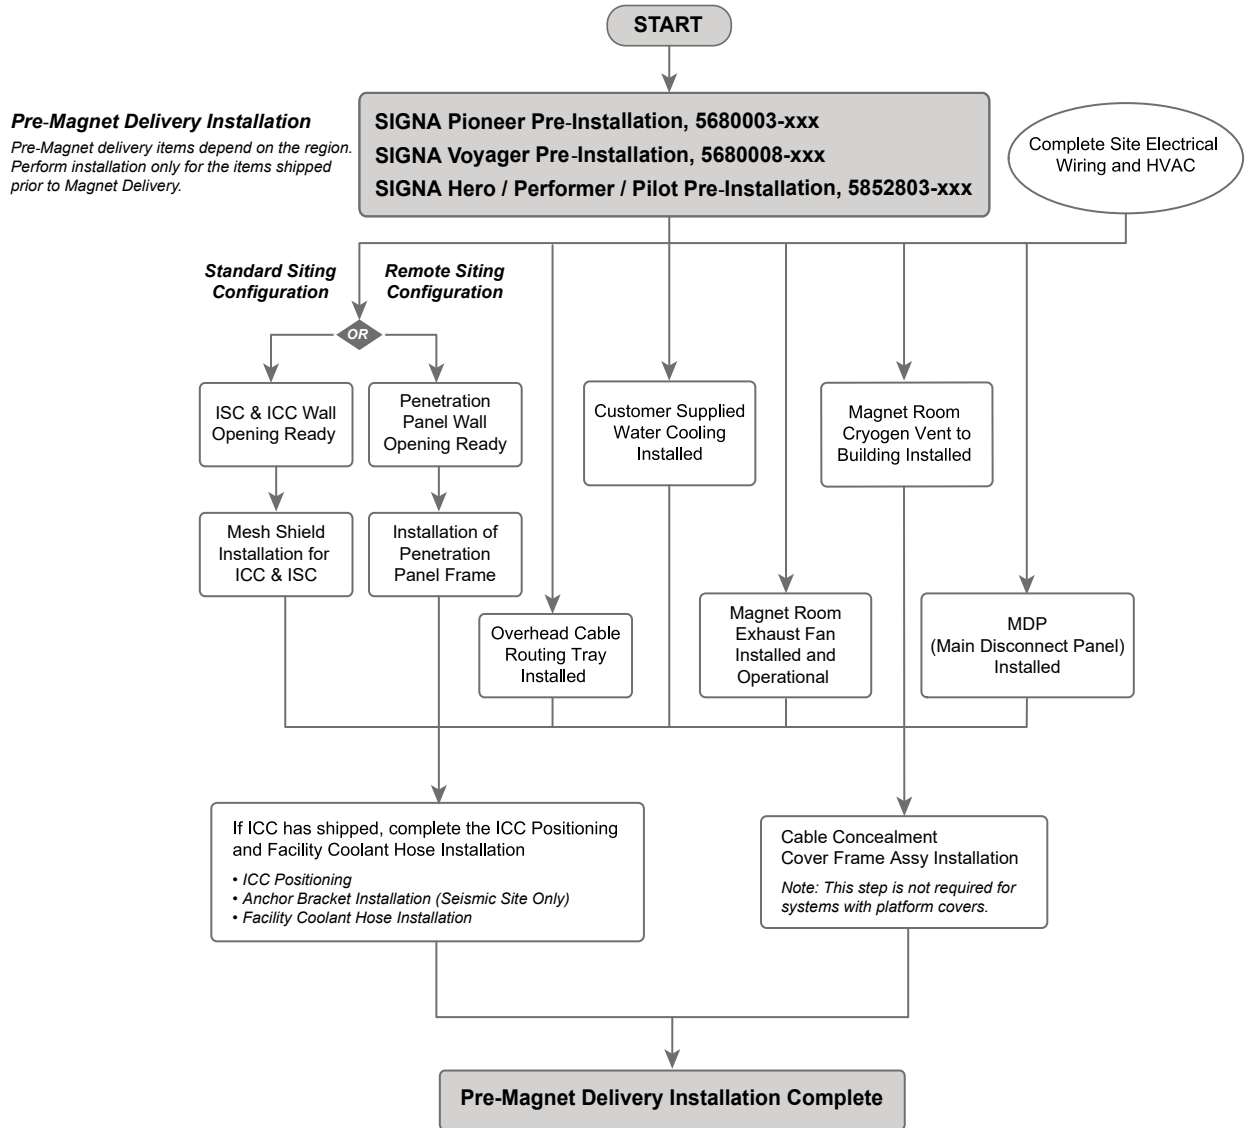 START
Pre-Magnet Delivery Installation
Pre-Magnet delivery items depend on the region.
Perform installation only for the items shipped
prior to Magnet Delivery.
SIGNA Pioneer Pre-Installation, 5680003-xxx
SIGNA Voyager Pre-Installation, 5680008-xxx
SIGNA Hero / Performer / Pilot Pre-Installation, 5852803-xxx
Complete Site Electrical
Wiring and HVAC
Standard Siting
Configuration
Remote Siting
Configuration
OR
ISC & ICC Wall
Opening Ready
Penetration
Panel Wall
Opening Ready
Customer Supplied
Water Cooling
Installed
Magnet Room
Cryogen Vent to
Building Installed
Mesh Shield
Installation for
ICC & ISC
Installation of
Penetration
Panel Frame
Overhead Cable
Routing Tray
Installed
Magnet Room
Exhaust Fan
Installed and
Operational
MDP
(Main Disconnect Panel)
Installed
If ICC has shipped, complete the ICC Positioning
and Facility Coolant Hose Installation
• ICC Positioning
• Anchor Bracket Installation (Seismic Site Only)
• Facility Coolant Hose Installation
Cable Concealment
Cover Frame Assy Installation
Note: This step is not required for
systems with platform covers.
Pre-Magnet Delivery Installation Complete